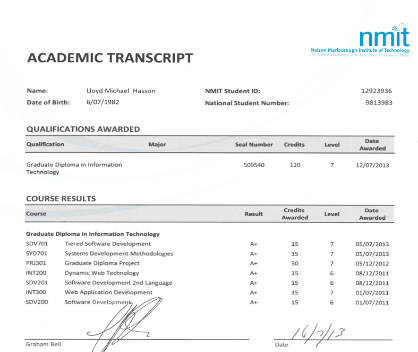 nmit
Nelson Marlborough Institute of Technology
ACADEMIC TRANSCRIPT
Name: Lloyd Michael Hasson NMIT Student ID: 12923936
Date of Birth: 6/07/1982 National Student Number: 9813983
QUALIFICATIONS AWARDED
Qualification Major Seal Number Credits Level Date Awarded
Graduate Diploma in Information Technology 509540 120 7 12/07/2013
COURSE RESULTS
Course Result Credits Awarded Level Date Awarded
Graduate Diploma in Information Technology
SDV701 Tiered Software Development A+ 15 7 05/07/2013
SYD701 Systems Development Methodologies A+ 15 7 05/07/2013
PRJ301 Graduate Diploma Project A+ 30 7 05/12/2012
INT200 Dynamic Web Technology A+ 15 6 08/12/2011
SDV201 Software Development 2nd Language A+ 15 6 08/12/2011
INT300 Web Application Development A+ 15 7 01/07/2011
SDV200 Software Development A+ 15 6 01/07/2011
16/7/13
Graham Bell Date